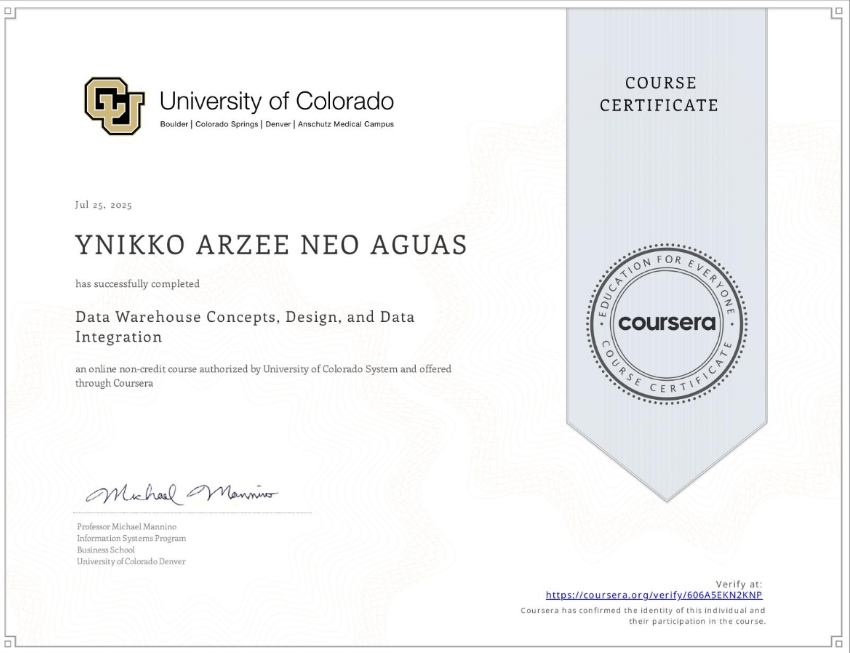 University of Colorado
Boulder | Colorado Springs | Denver | Anschutz Medical Campus
COURSE
CERTIFICATE
Jul 25, 2025
YNIKKO ARZEE NEO AGUAS
has successfully completed
Data Warehouse Concepts, Design, and Data
Integration
an online non-credit course authorized by University of Colorado System and offered
through Coursera
EDUCATION FOR EVERYONE
coursera
COURSE CERTIFICATE
Michael Mannino
Professor Michael Mannino
Information Systems Program
Business School
University of Colorado Denver
Verify at:
https://coursera.org/verify/606A5EKN2KNP
Coursera has confirmed the identity of this individual and
their participation in the course.